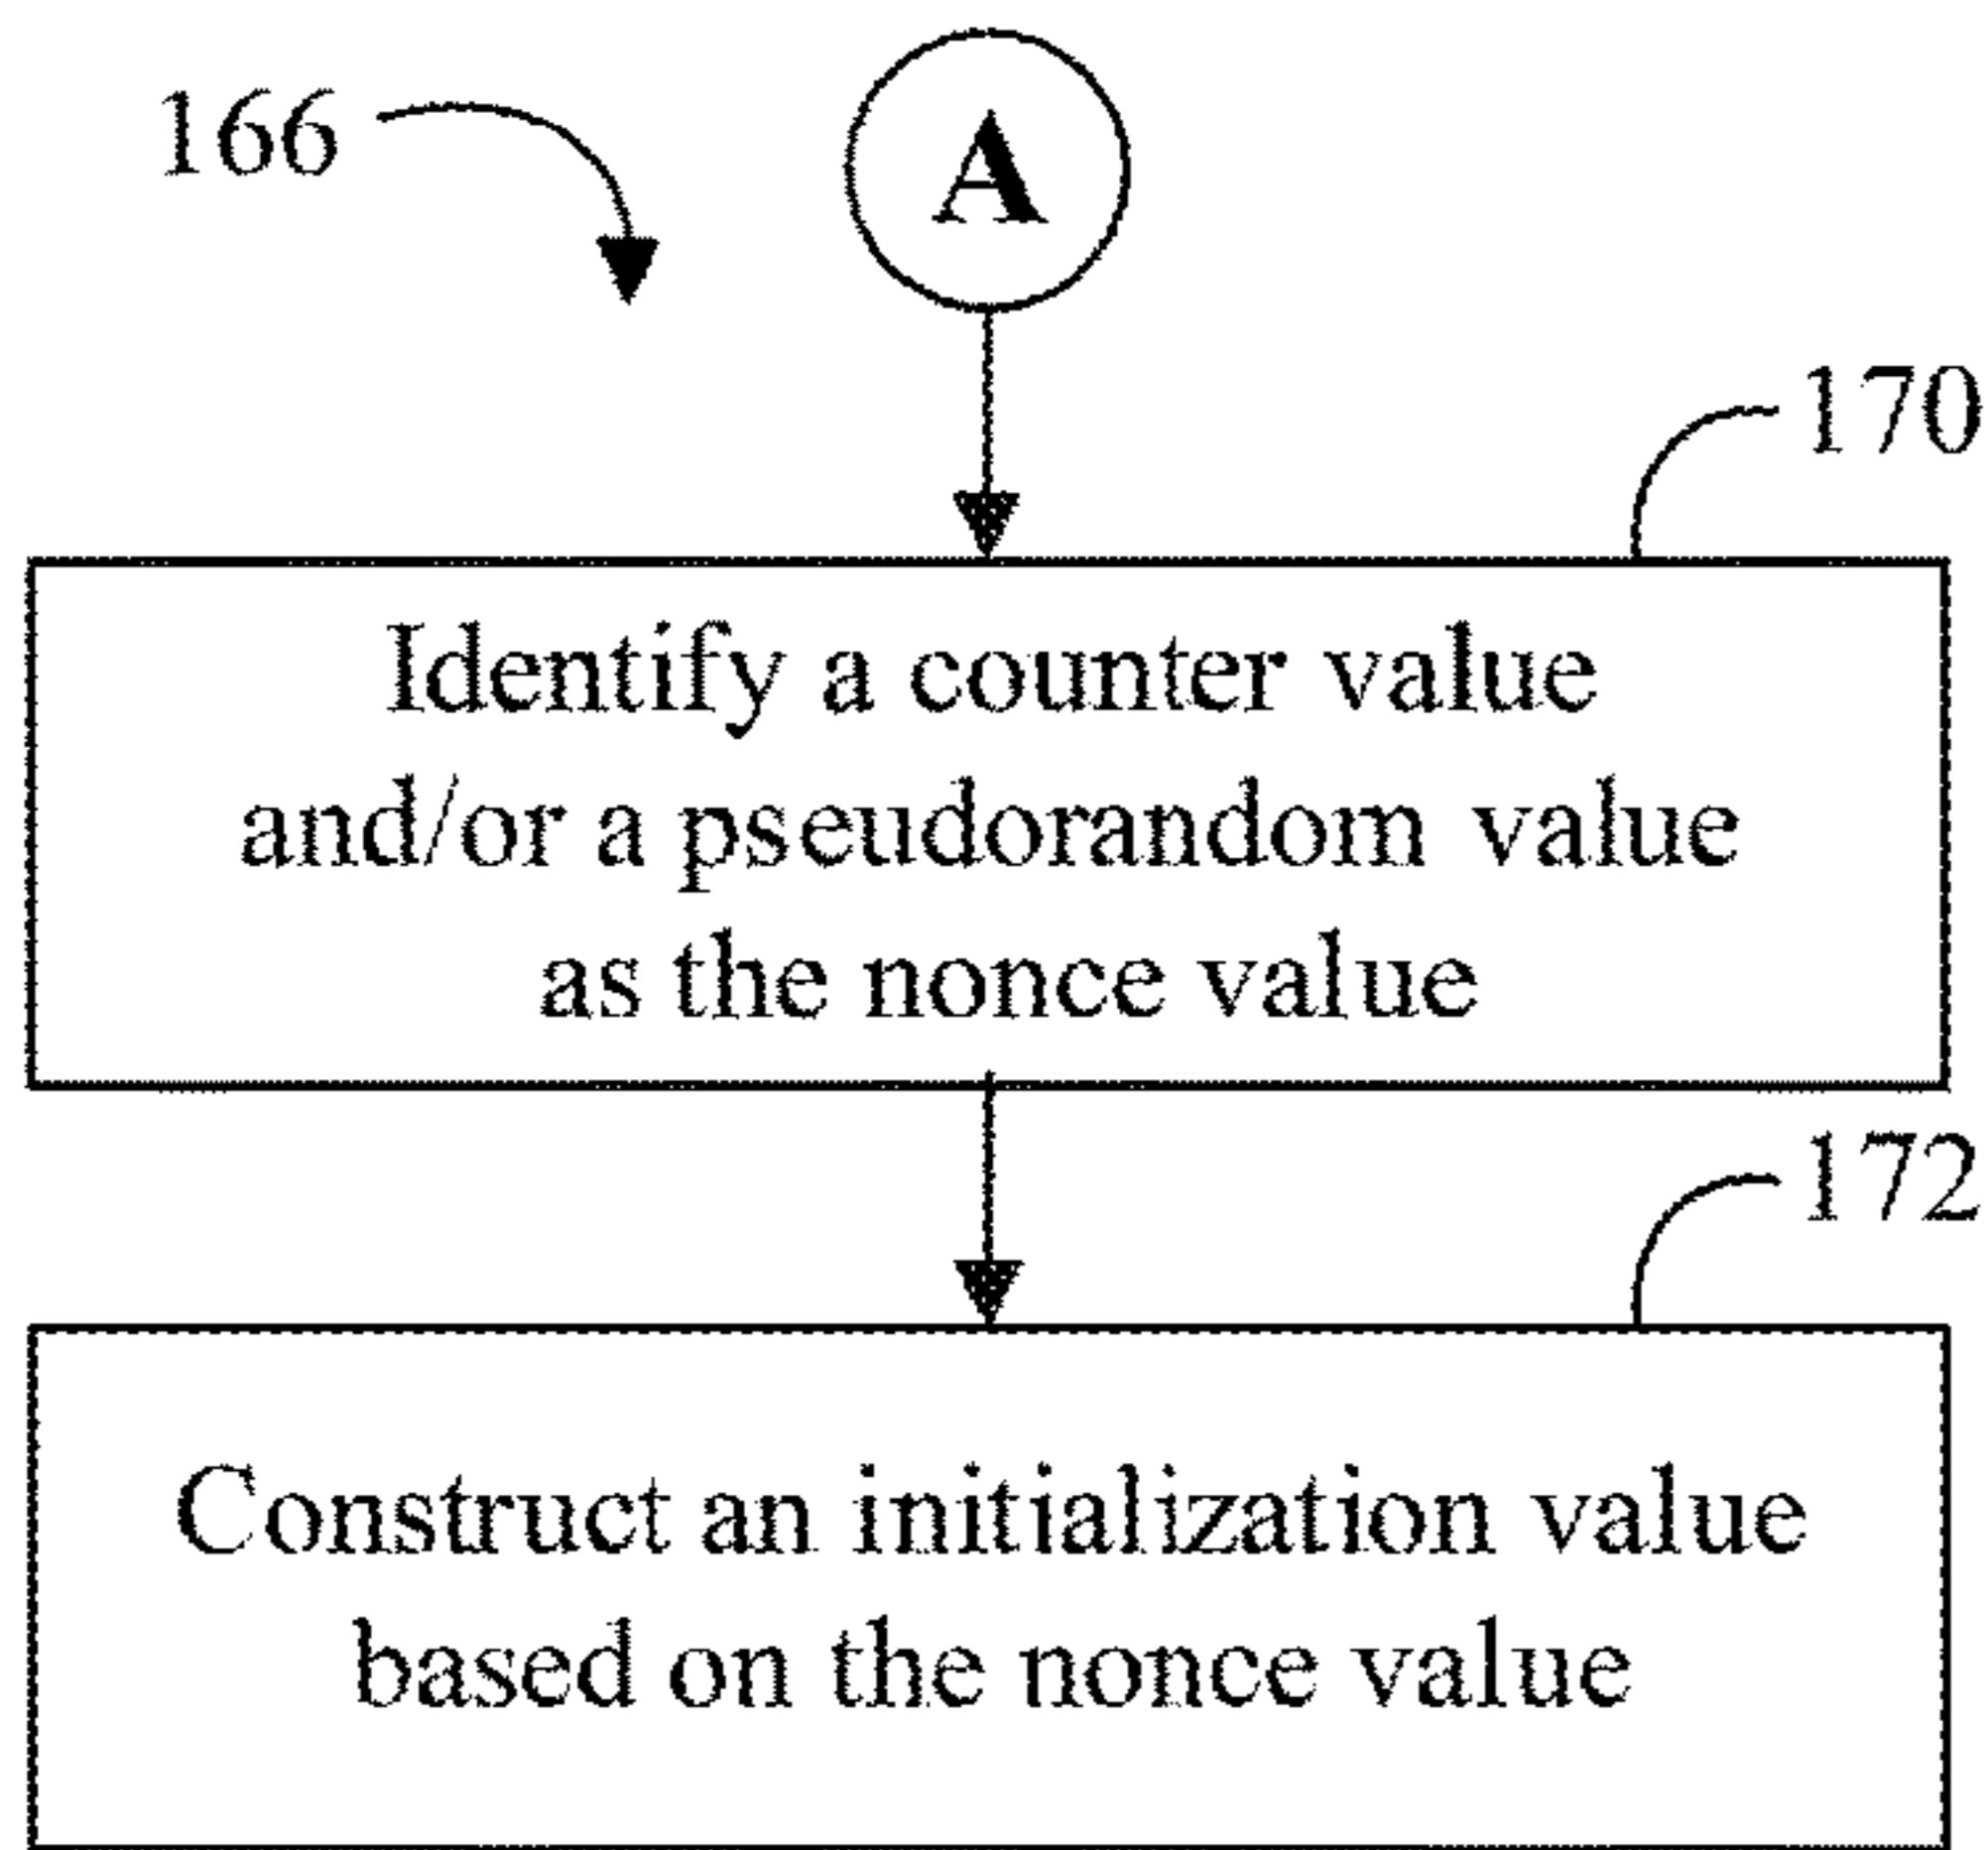 166
A
170
Identify a counter value
and/or a pseudorandom value
as the nonce value
172
Construct an initialization value
based on the nonce value